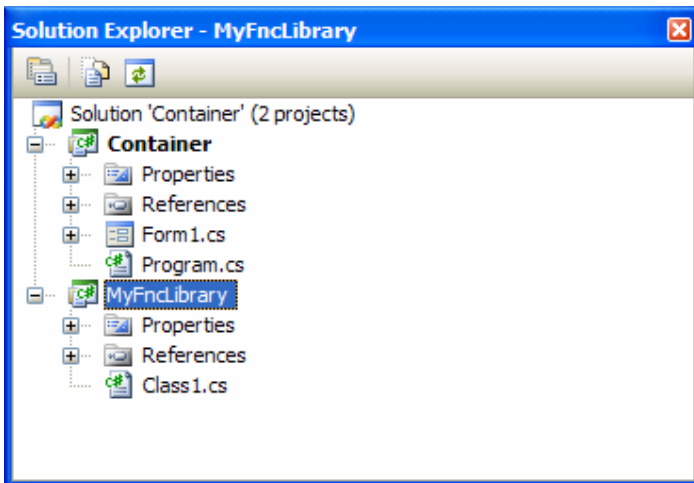 Solution Explorer - MyFncLibrary
Solution 'Container' (2 projects)
Container
Properties
References
Form1.cs
Program.cs
MyFncLibrary
Properties
References
Class1.cs